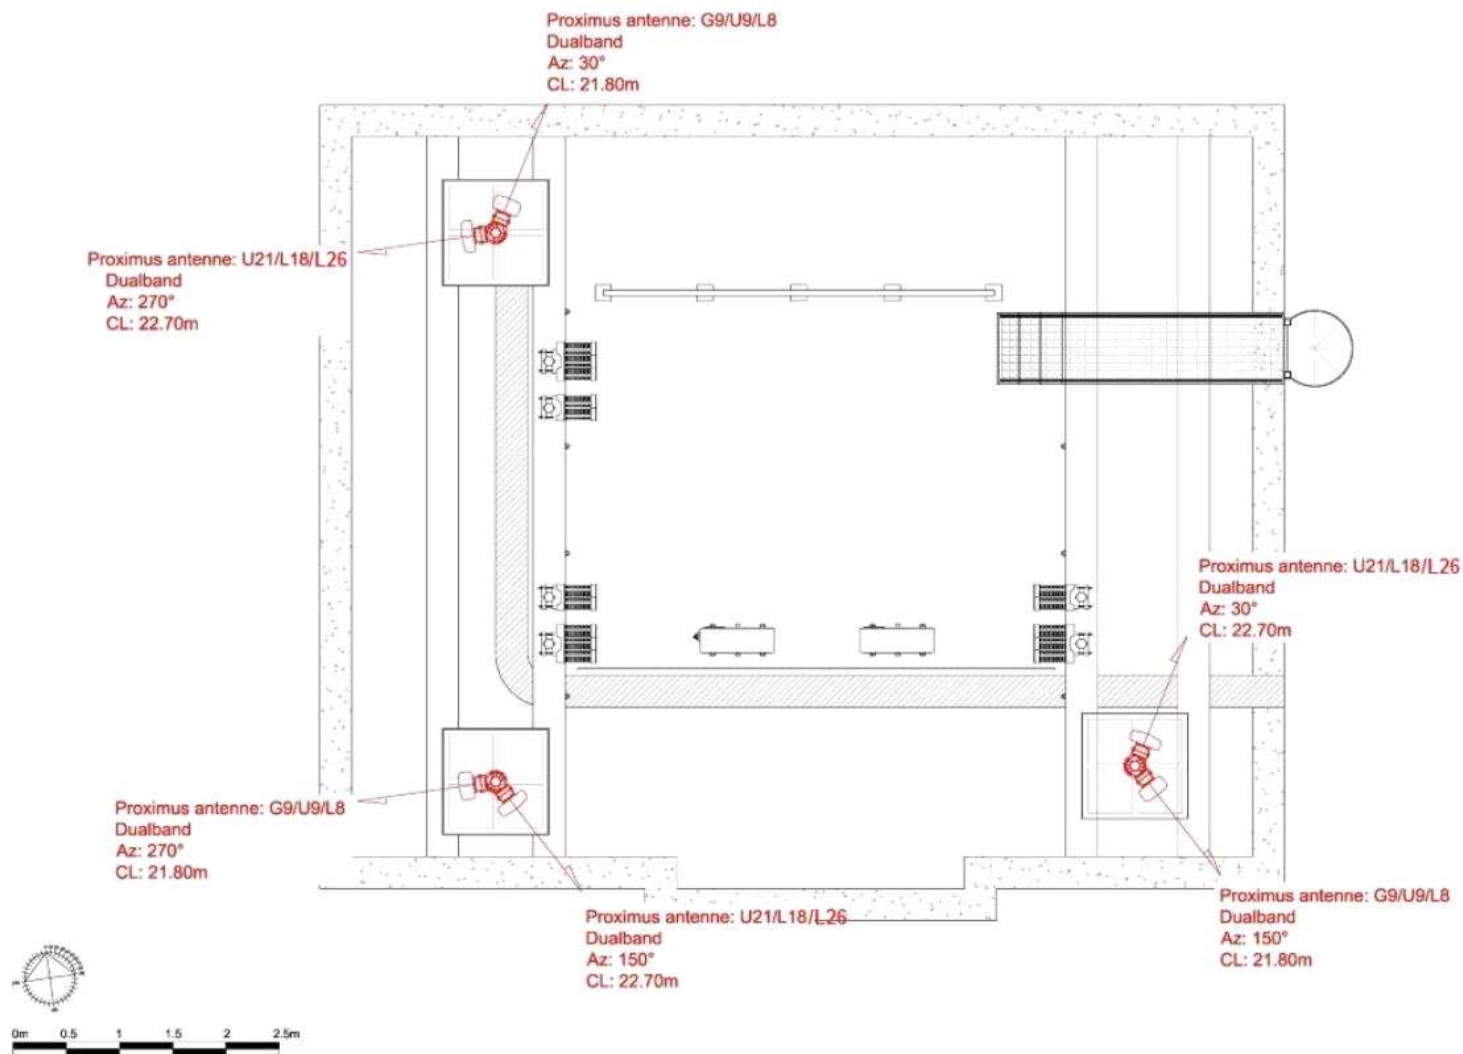 Proximus antenne: G9/U9/L8
Dualband
Az: 30°
CL: 21.80m
Proximus antenne: U21/L18/L26
Dualband
Az: 270°
CL: 22.70m
Proximus antenne: U21/L18/L26
Dualband
Az: 30°
CL: 22.70m
Proximus antenne: G9/U9/L8
Dualband
Az: 270°
CL: 21.80m
Proximus antenne: U21/L18/L26
Dualband
Az: 150°
CL: 22.70m
Proximus antenne: G9/U9/L8
Dualband
Az: 150°
CL: 21.80m
0m 0.5 1 1.5 2 2.5m